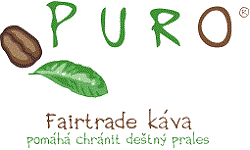 PURO®
Fairtrade káva
pomáhá chránit deštný prales